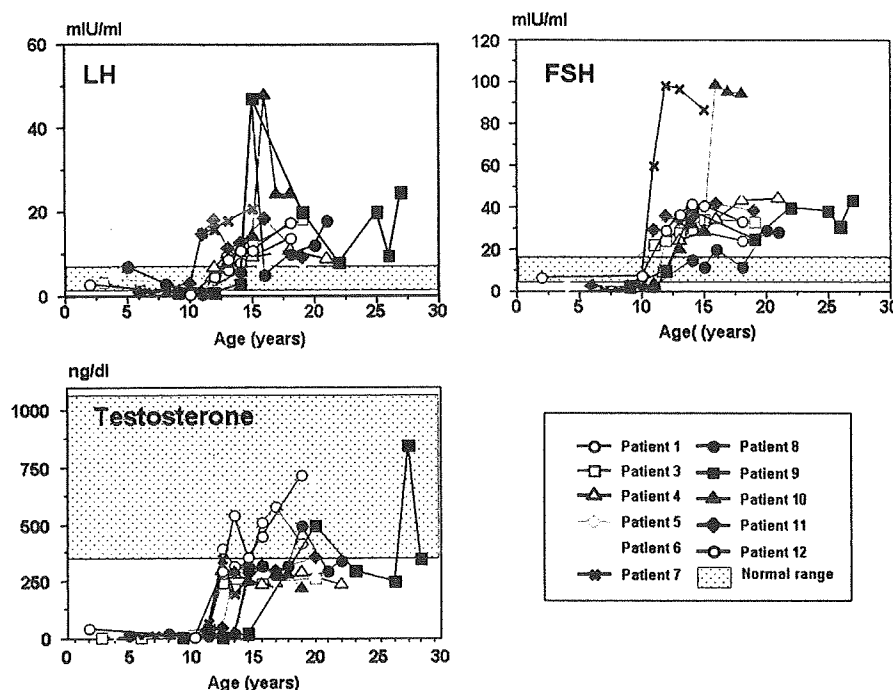 mIU/ml
LH
60
40
20
0
0 5 10 15 20 25 30
Age (years)
mIU/ml
FSH
120
100
80
60
40
20
0
0 5 10 15 20 25 30
Age( (years)
ng/dl
Testosterone
1000
750
500
250
0
0 5 10 15 20 25 30
Age (years)
Patient 1
Patient 3
Patient 4
Patient 5
Patient 6
Patient 7
Patient 8
Patient 9
Patient 10
Patient 11
Patient 12
Normal range